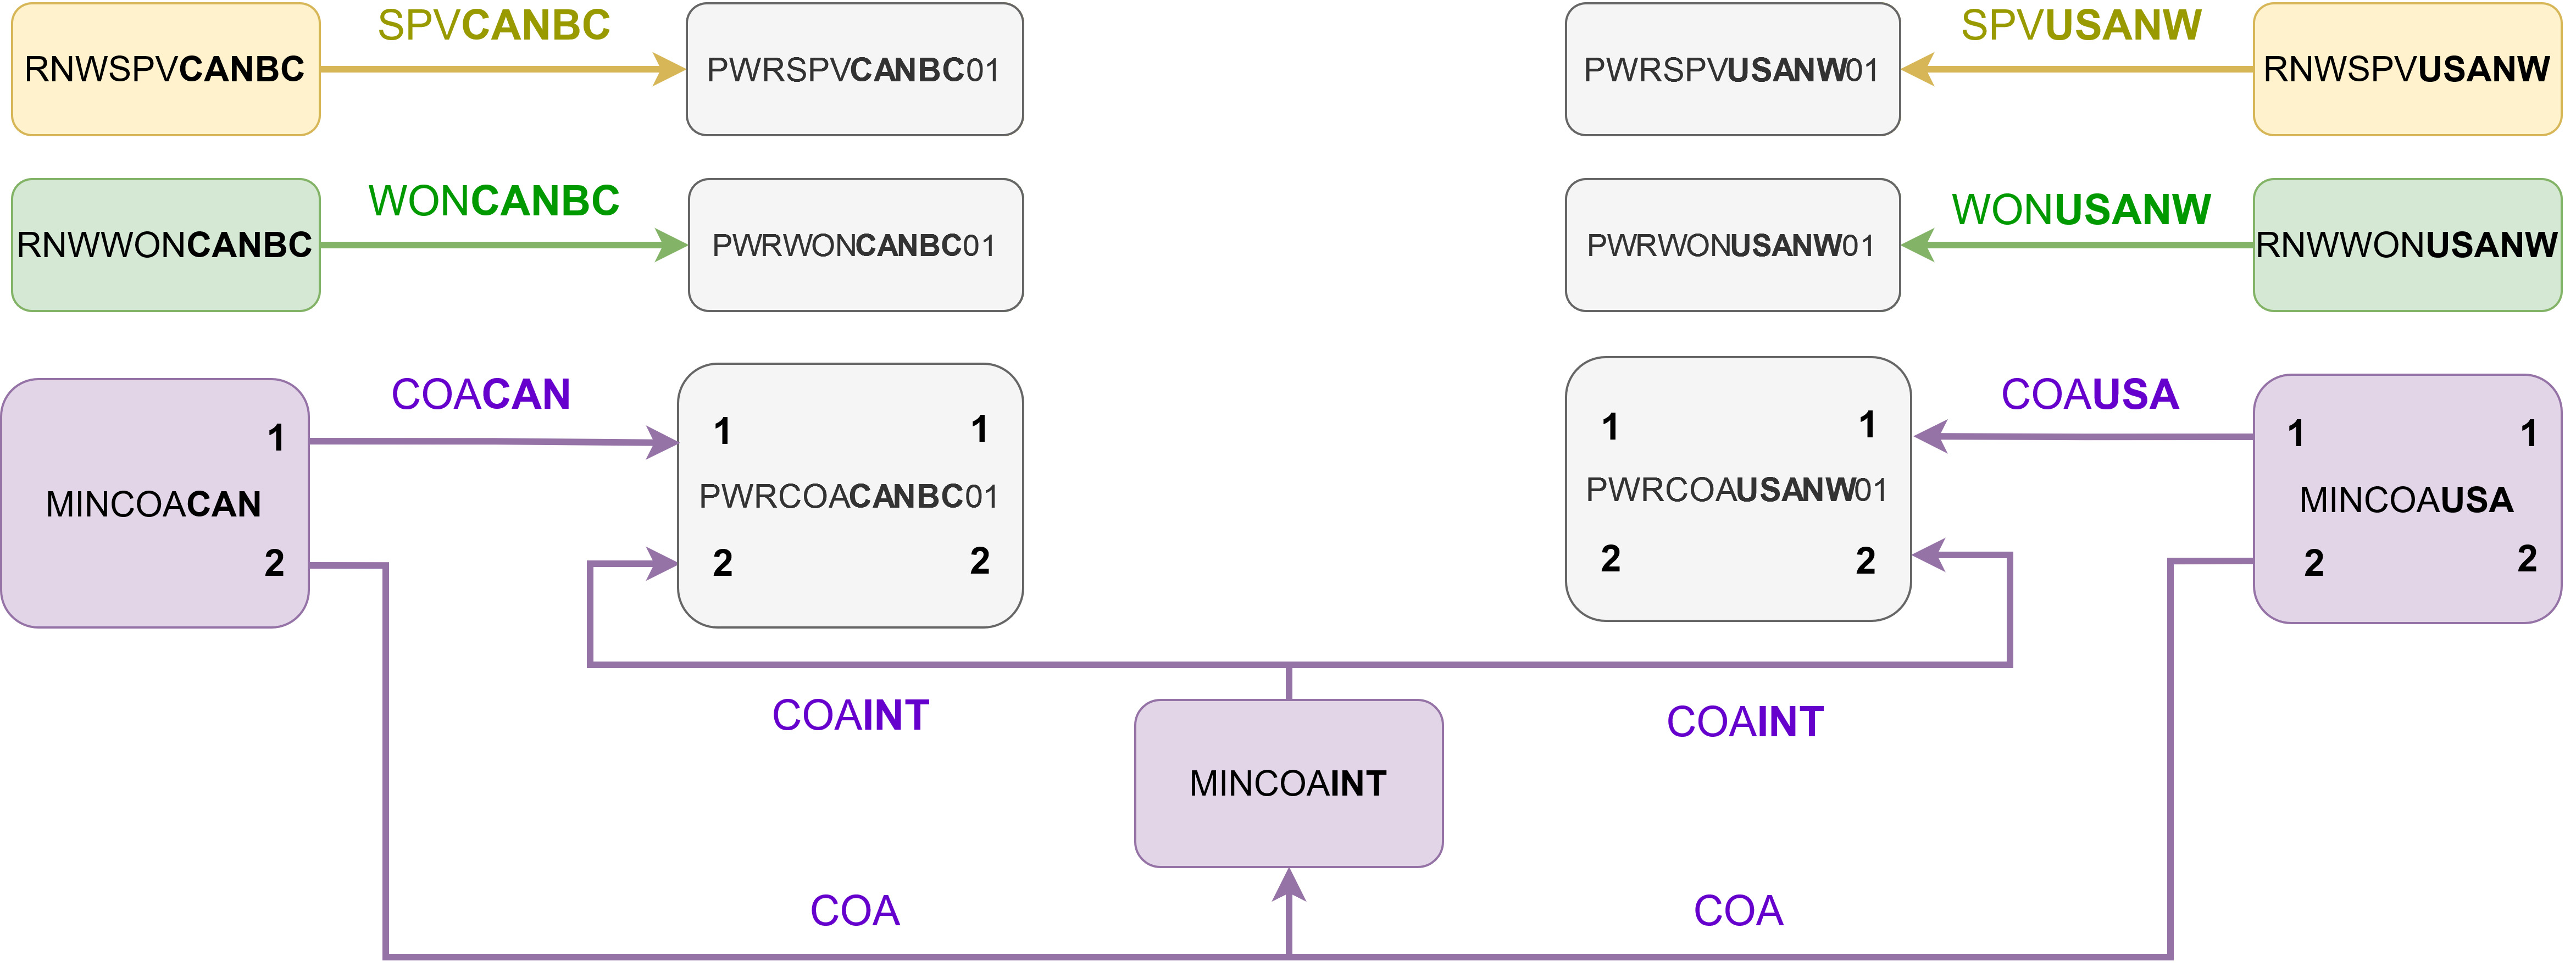 SPVCANBC
SPVUSANW
RNWSPVCANBC
PWRSPVCANBC01
PWRSPVUSANW01
RNWSPVUSANW
WONCANBC
WONUSANW
RNWWONCANBC
PWRWONCANBC01
PWRWONUSANW01
RNWWONUSANW
COACAN
COAUSA
1
1
1
1
1
1
1
MINCOACAN
PWRCOACANBC01
PWRCOAUSANW01
MINCOAUSA
2
2
2
2
2
2
2
COAINT
COAINT
MINCOAINT
COA
COA